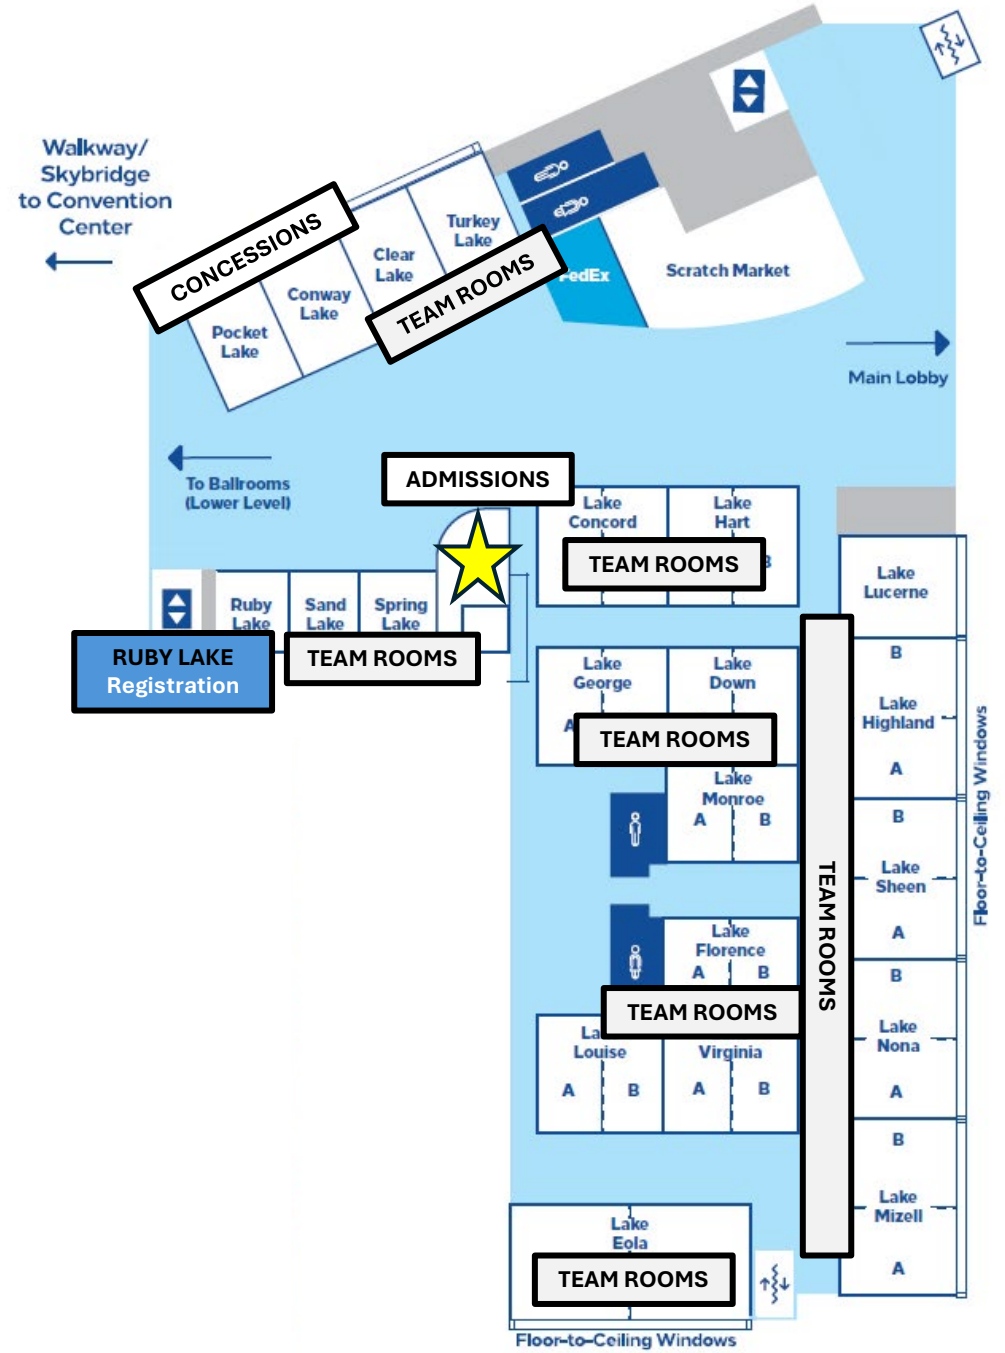 Walkway/
Skybridge
to Convention
Center
CONCESSIONS
Turkey
Lake
Clear
Lake
Conway
Lake
Pocket
Lake
TEAM ROOMS
FedEx
Scratch Market
Main Lobby
To Ballrooms
(Lower Level)
ADMISSIONS
Lake
Concord
Lake
Hart
B
TEAM ROOMS
Ruby
Lake
Sand
Lake
Spring
Lake
RUBY LAKE
Registration
TEAM ROOMS
Lake
George
A
Lake
Down
TEAM ROOMS
Lake
Monroe
A B
Lake
Florence
A B
TEAM ROOMS
Louise
A B
Virginia
A B
Lake
Eola
TEAM ROOMS
Floor-to-Ceiling Windows
TEAM ROOMS
Lake
Lucerne
B
Lake
Highland
A
B
Lake
Sheen
A
B
Lake
Nona
A
B
Lake
Mizell
A
Floor-to-Ceiling Windows